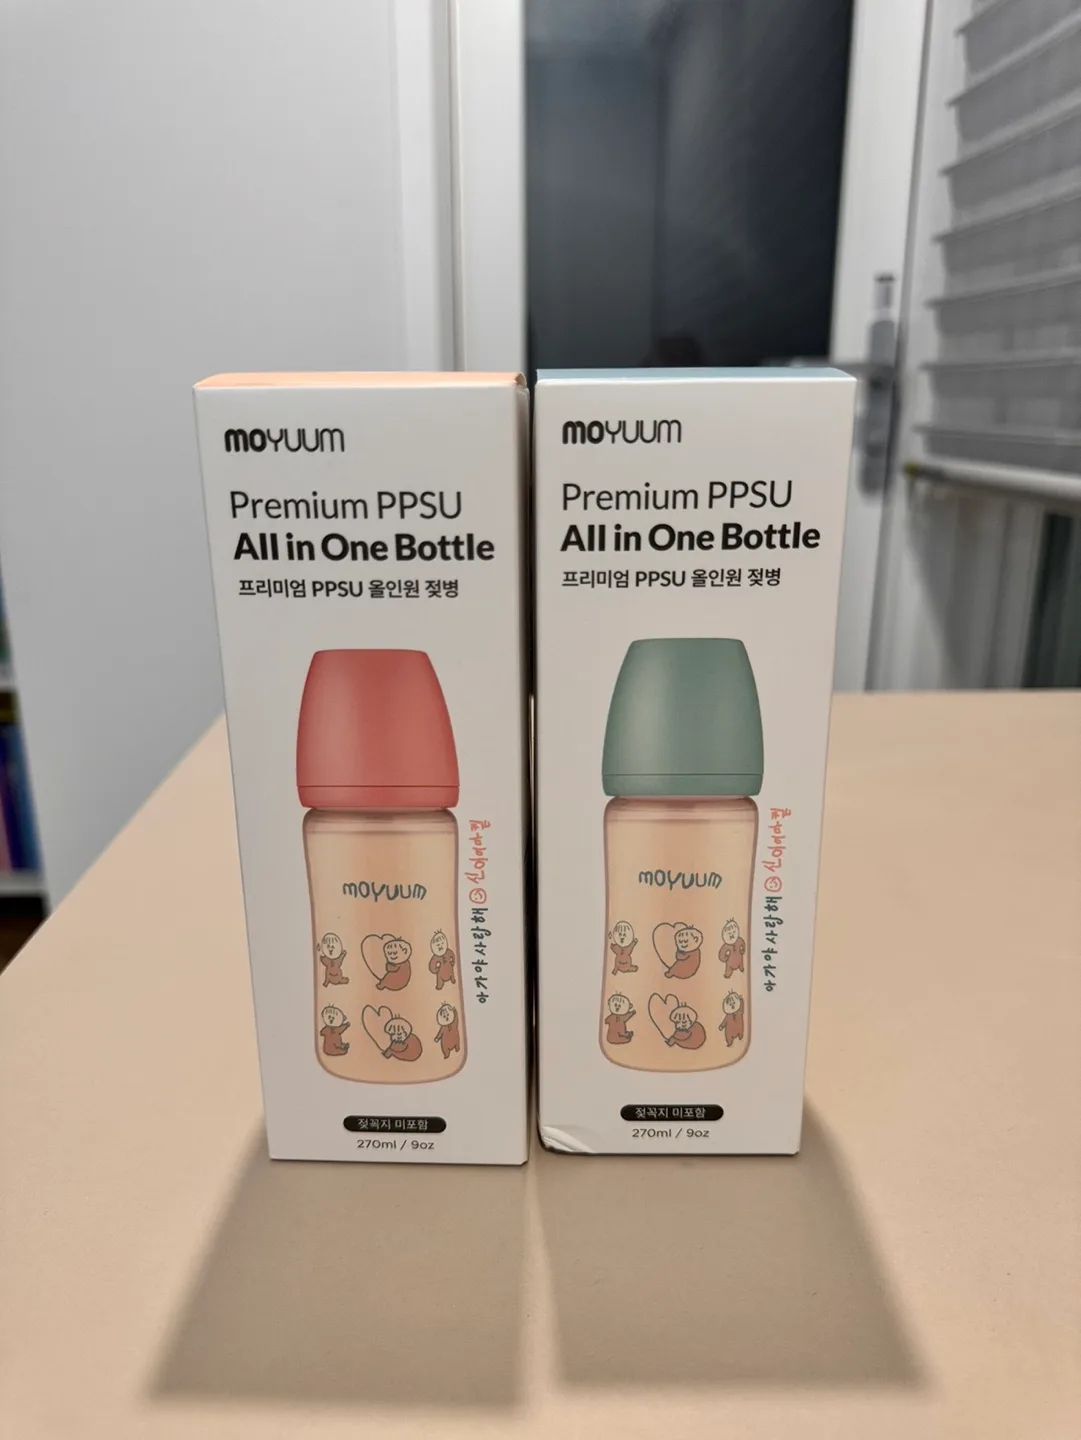 moyuum
Premium PPSU
All in One Bottle
프리미엄 PPSU 올인원 젖병
moyuum
젖꼭지 미포함
270ml / 9oz
moyuum
Premium PPSU
All in One Bottle
프리미엄 PPSU 올인원 젖병
moyuum
젖꼭지 미포함
270ml / 9oz